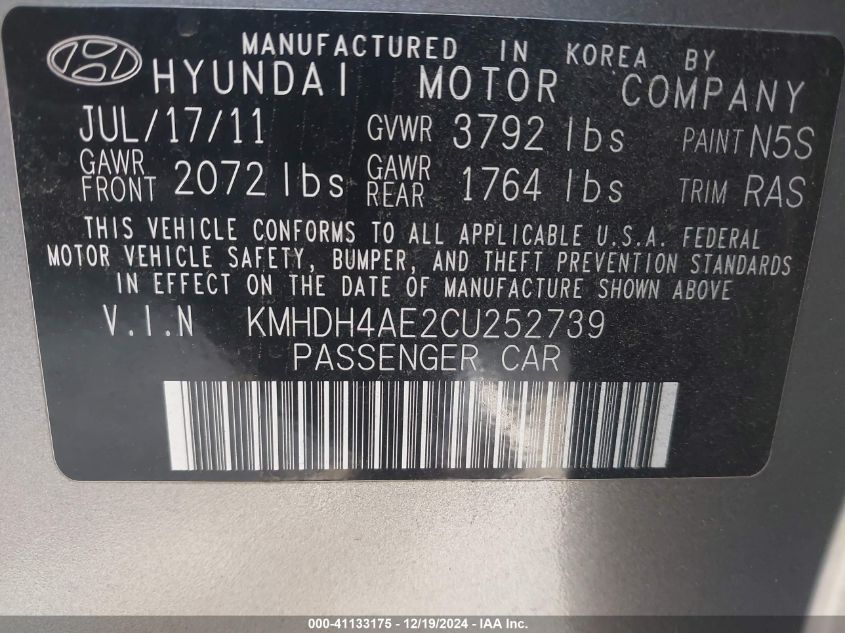 MANUFACTURED IN KOREA BY
HYUNDAI MOTOR COMPANY
JUL/17/11 GVWR 3792 lbs PAINT N5S
GAWR FRONT 2072 lbs GAWR REAR 1764 lbs TRIM RAS
THIS VEHICLE CONFORMS TO ALL APPLICABLE U.S.A. FEDERAL
MOTOR VEHICLE SAFETY, BUMPER, AND THEFT PREVENTION STANDARDS
IN EFFECT ON THE DATE OF MANUFACTURE SHOWN ABOVE
V.I.N KMHDH4AE2CU252739
PASSENGER CAR
000-41133175 - 12/19/2024 - IAA Inc.